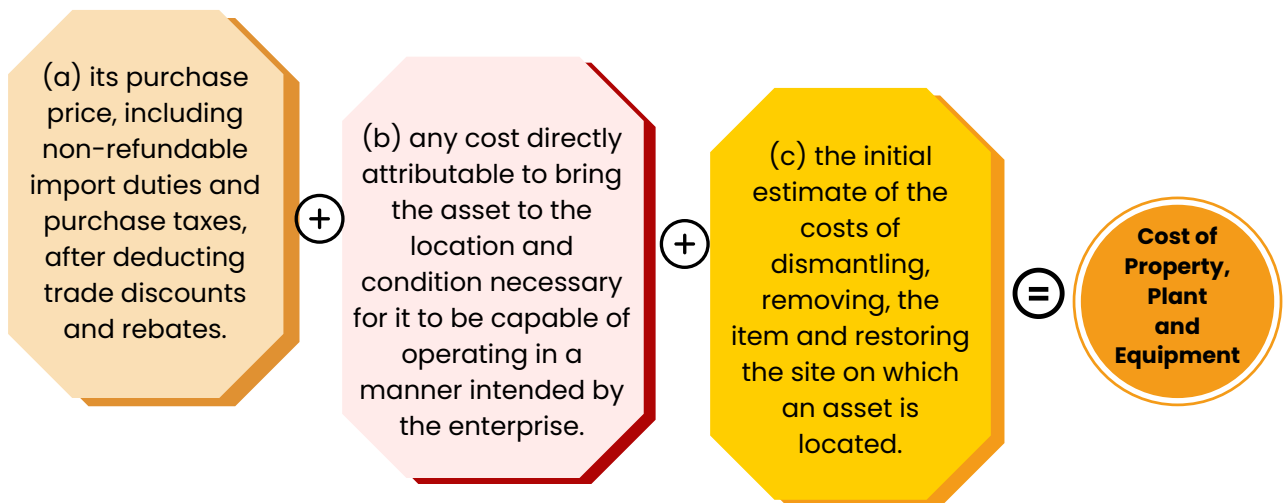 (a) its purchase
price, including
non-refundable
import duties and
purchase taxes,
after deducting
trade discounts
and rebates.
+
(b) any cost directly
attributable to bring
the asset to the
location and
condition necessary
for it to be capable of
operating in a
manner intended by
the enterprise.
+
(c) the initial
estimate of the
costs of
dismantling,
removing, the
item and restoring
the site on which
an asset is
located.
=
Cost of
Property,
Plant
and
Equipment